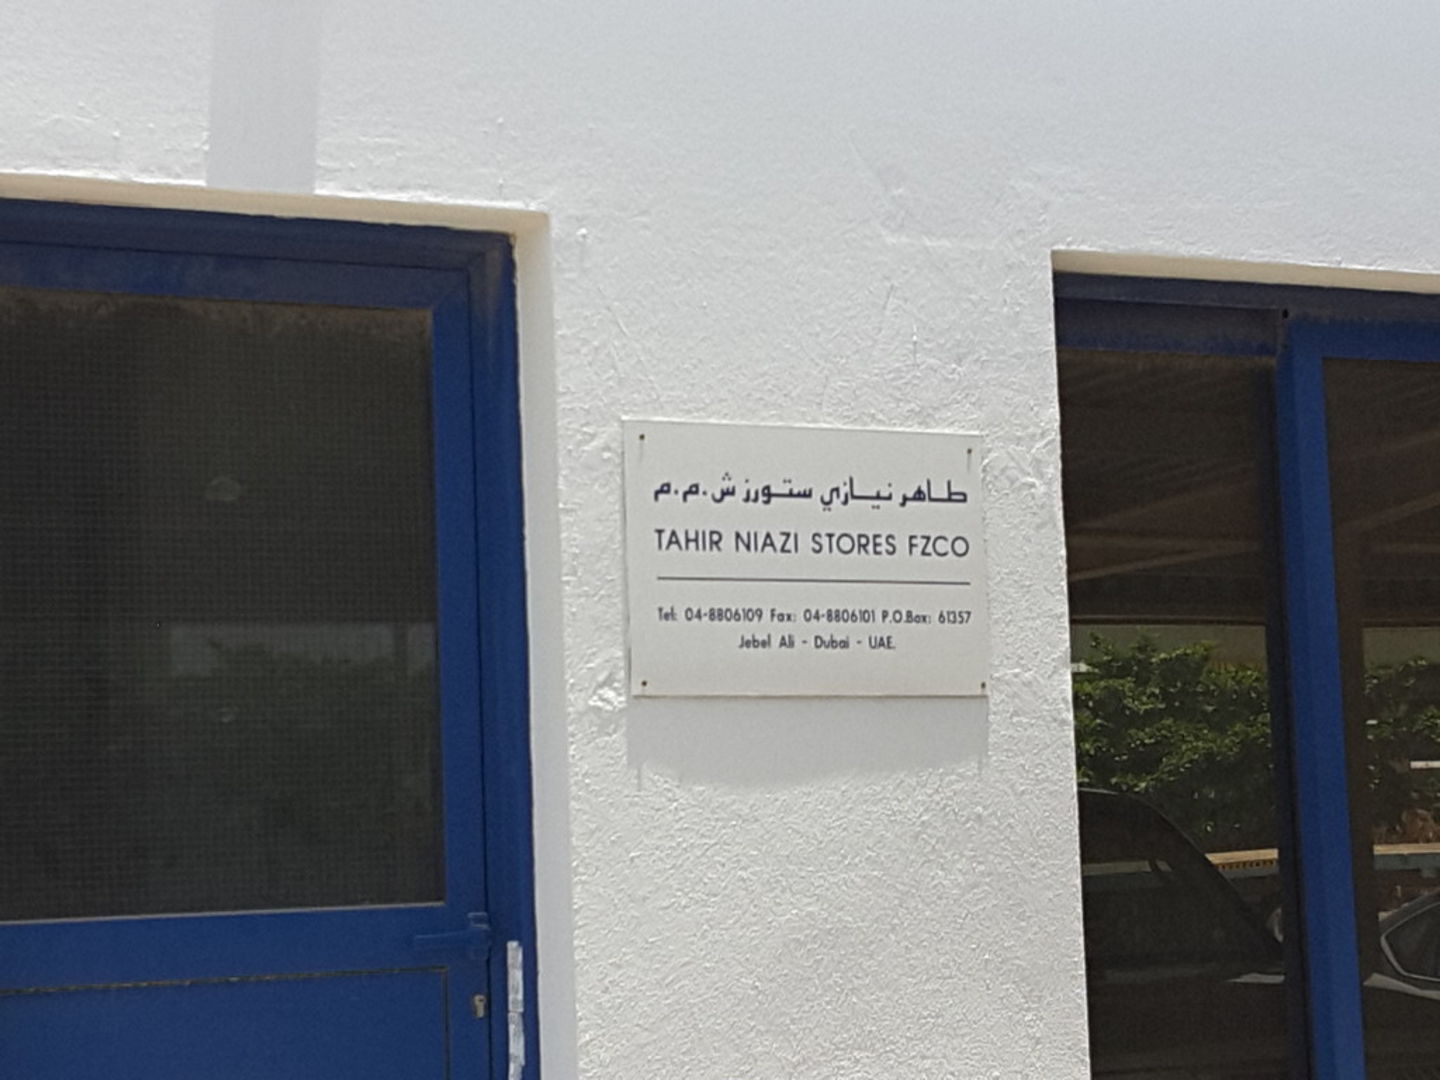 طاهر نيازي ستورز ش.م.م
TAHIR NIAZI STORES FZCO
Tel: 04-8806109 Fax: 04-8806101 P.O.Box: 61357
Jebel Ali - Dubai - UAE.